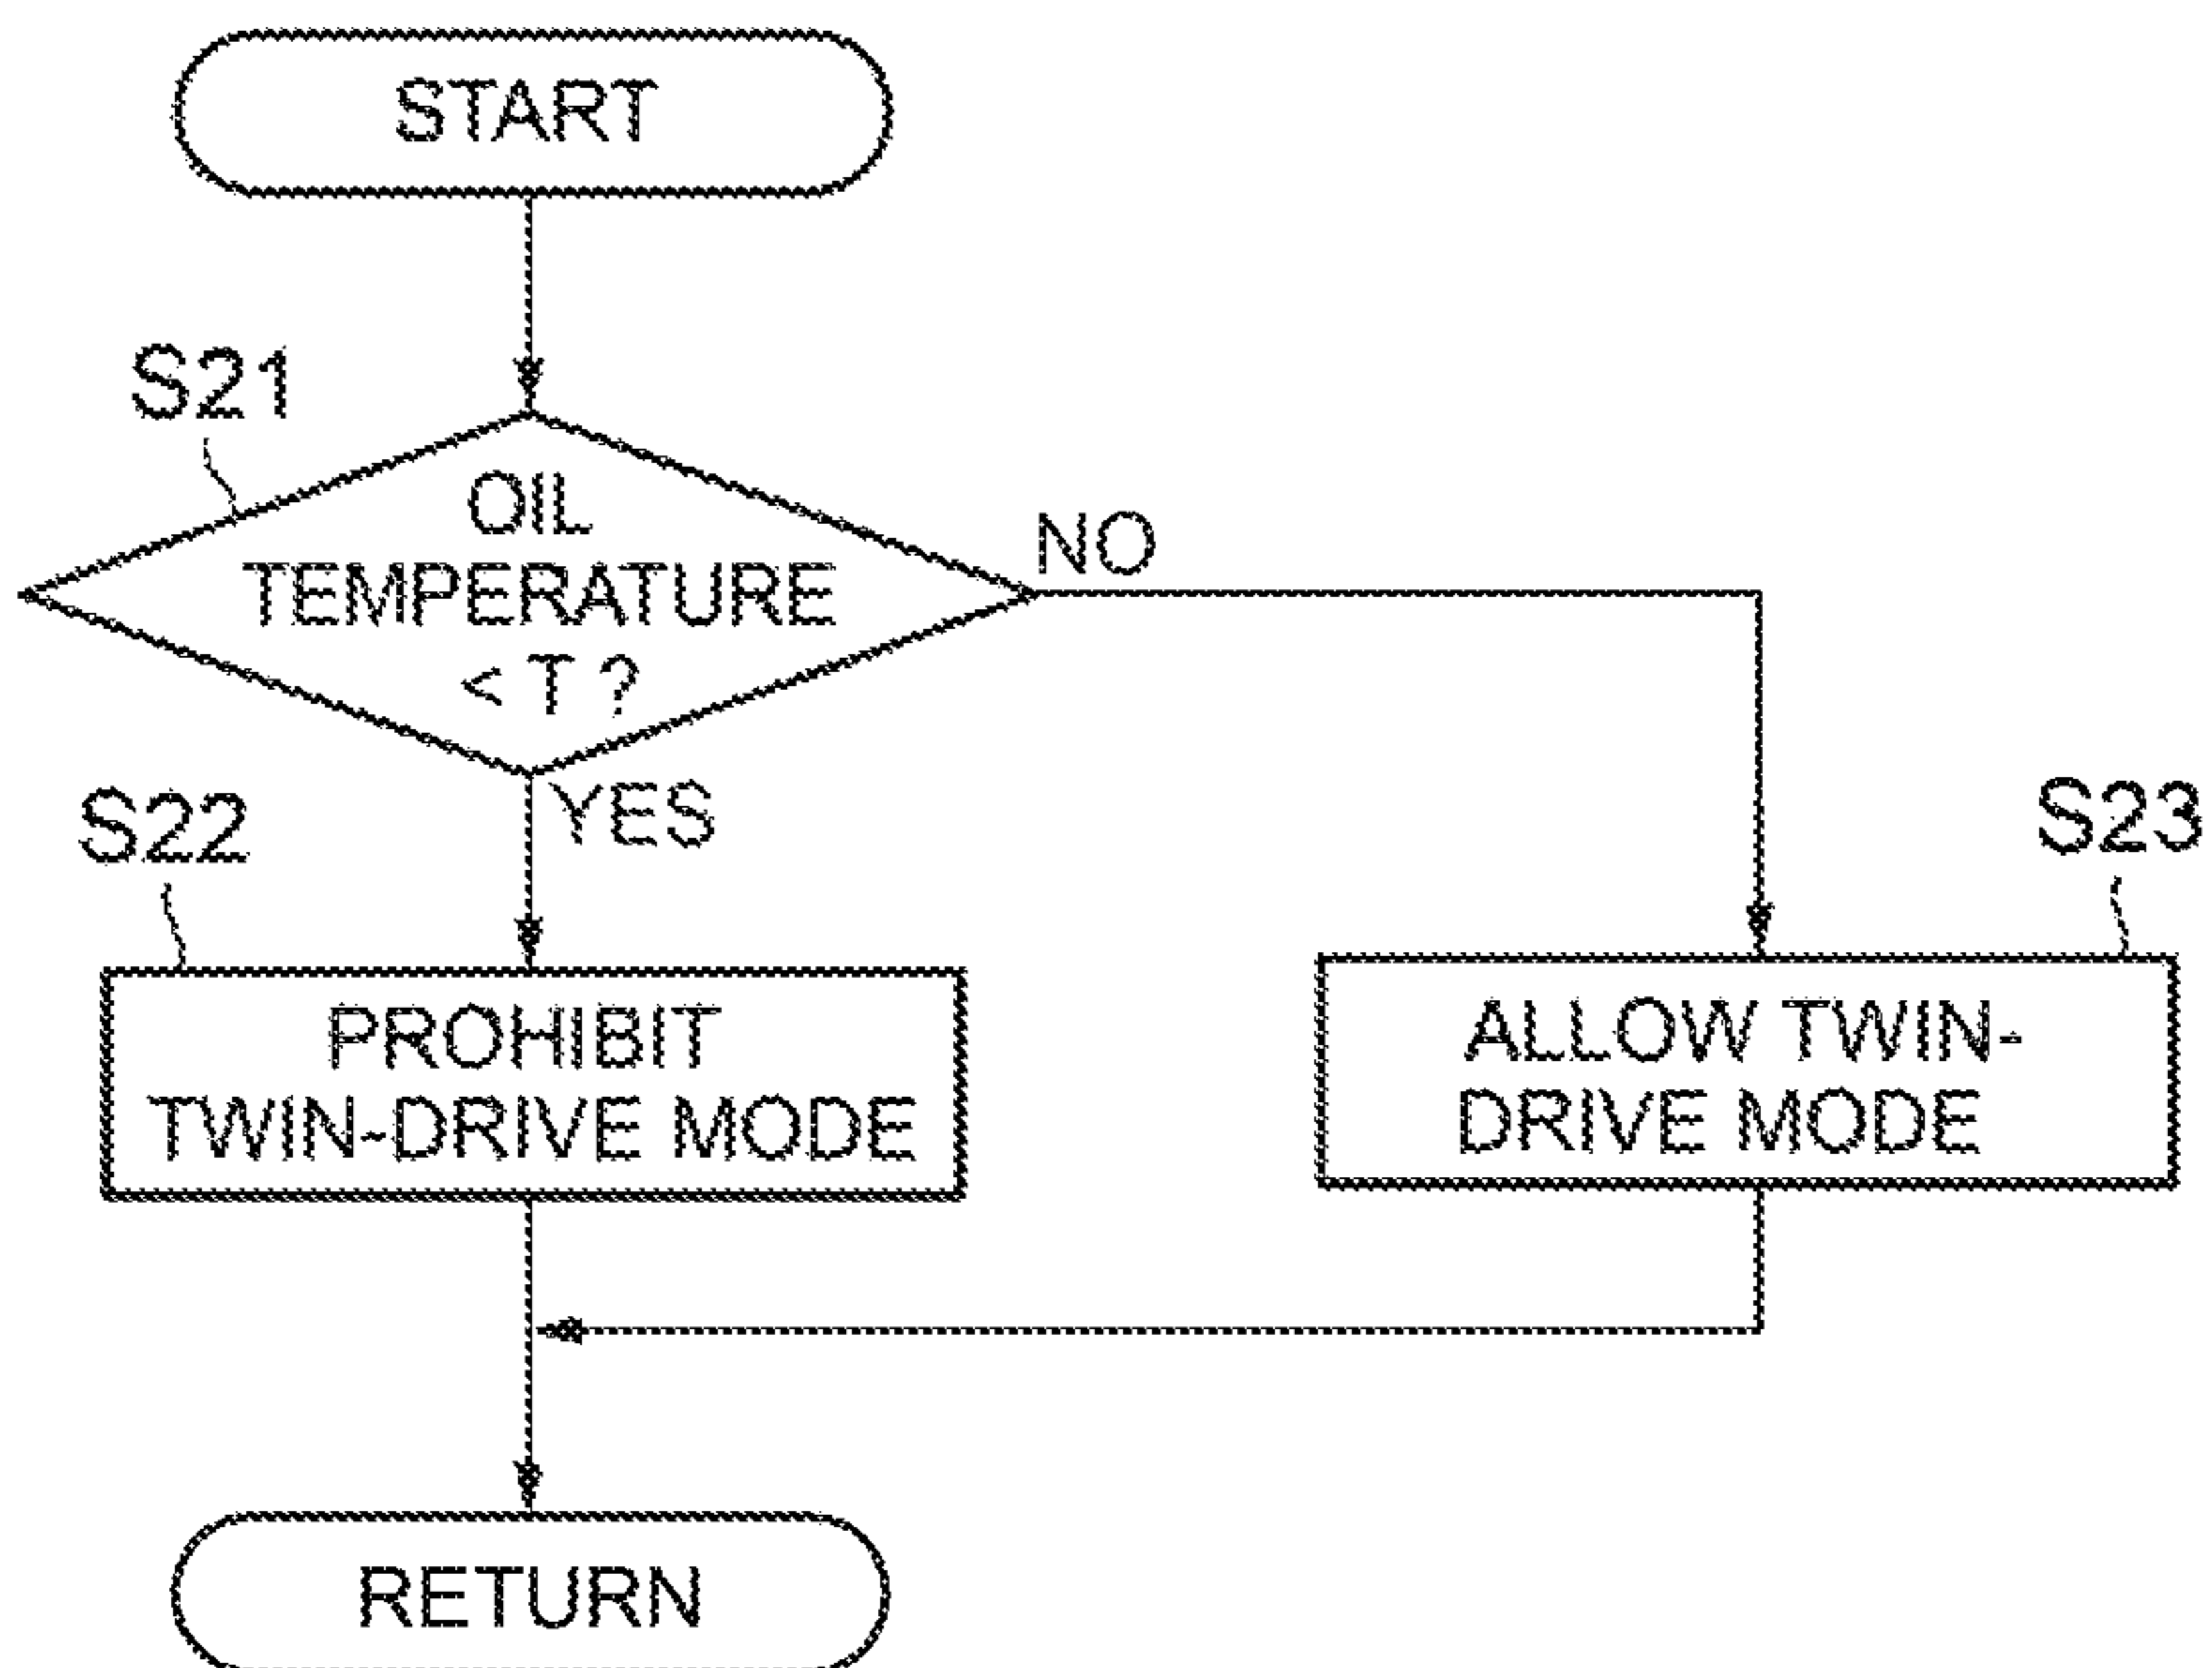 START
S21
OIL
TEMPERATURE
< T ?
NO
YES
S22
S23
PROHIBIT
TWIN-DRIVE MODE
ALLOW TWIN-
DRIVE MODE
RETURN